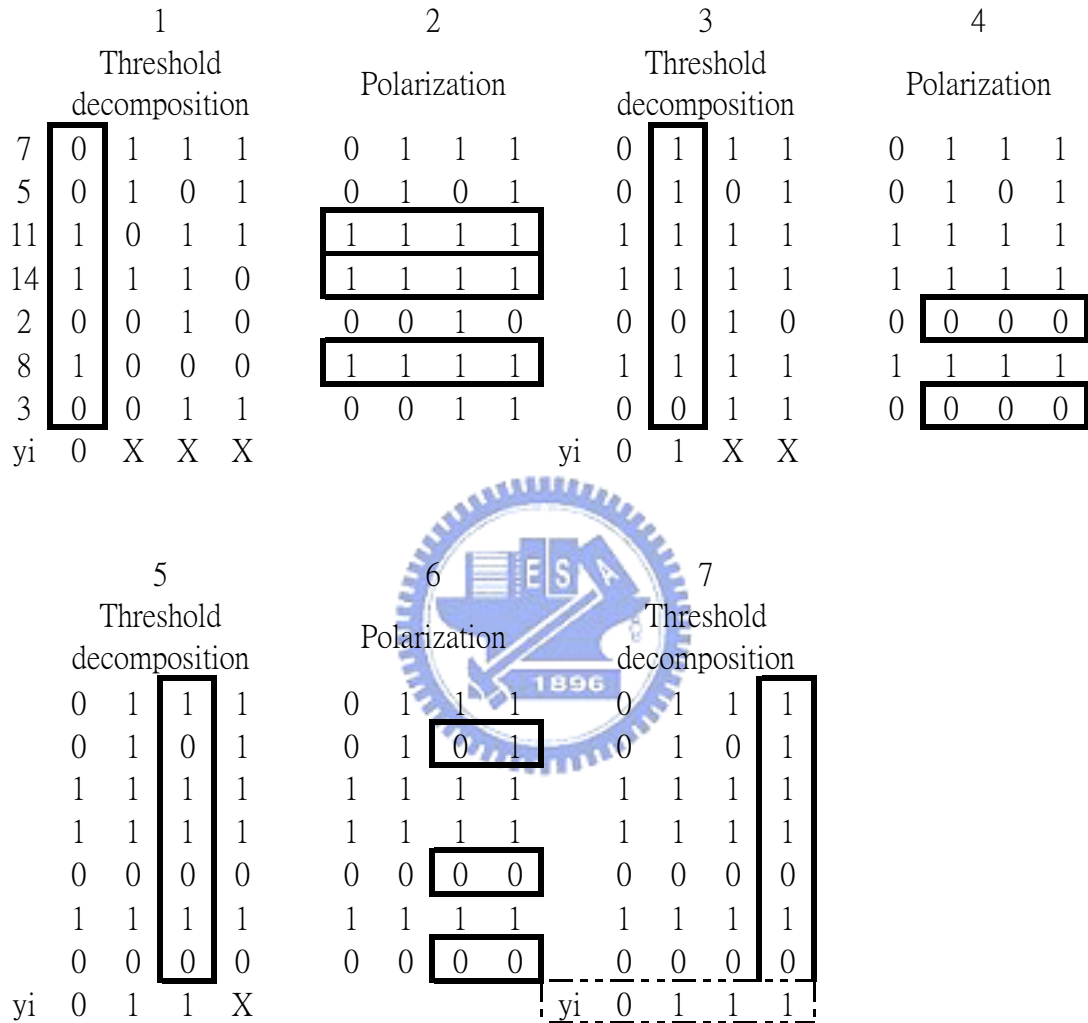 1 2 3 4
Threshold decomposition Polarization Threshold decomposition Polarization
7 0 1 1 1 0 1 1 1 0 1 1 1 0 1 1 1
5 0 1 0 1 0 1 0 1 0 1 0 1 0 1 0 1
11 1 0 1 1 1 1 1 1 1 1 1 1 1 1 1 1
14 1 1 1 0 1 1 1 1 1 1 1 1 1 1 1 1
2 0 0 1 0 0 0 1 0 0 0 1 0 0 0 0 0
8 1 0 0 0 1 1 1 1 1 1 1 1 1 1 1 1
3 0 0 1 1 0 0 1 1 0 0 1 1 0 0 0 0
yi 0 X X X yi 0 1 X X
5 6 7
Threshold decomposition Polarization Threshold decomposition
0 1 1 1 0 1 1 1 0 1 1 1
0 1 0 1 0 1 0 1 0 1 0 1
1 1 1 1 1 1 1 1 1 1 1 1
1 1 1 1 1 1 1 1 1 1 1 1
0 0 0 0 0 0 0 0 0 0 0 0
1 1 1 1 1 1 1 1 1 1 1 1
0 0 0 0 0 0 0 0 0 0 0 0
yi 0 1 1 X yi 0 1 1 1
E S A
1896